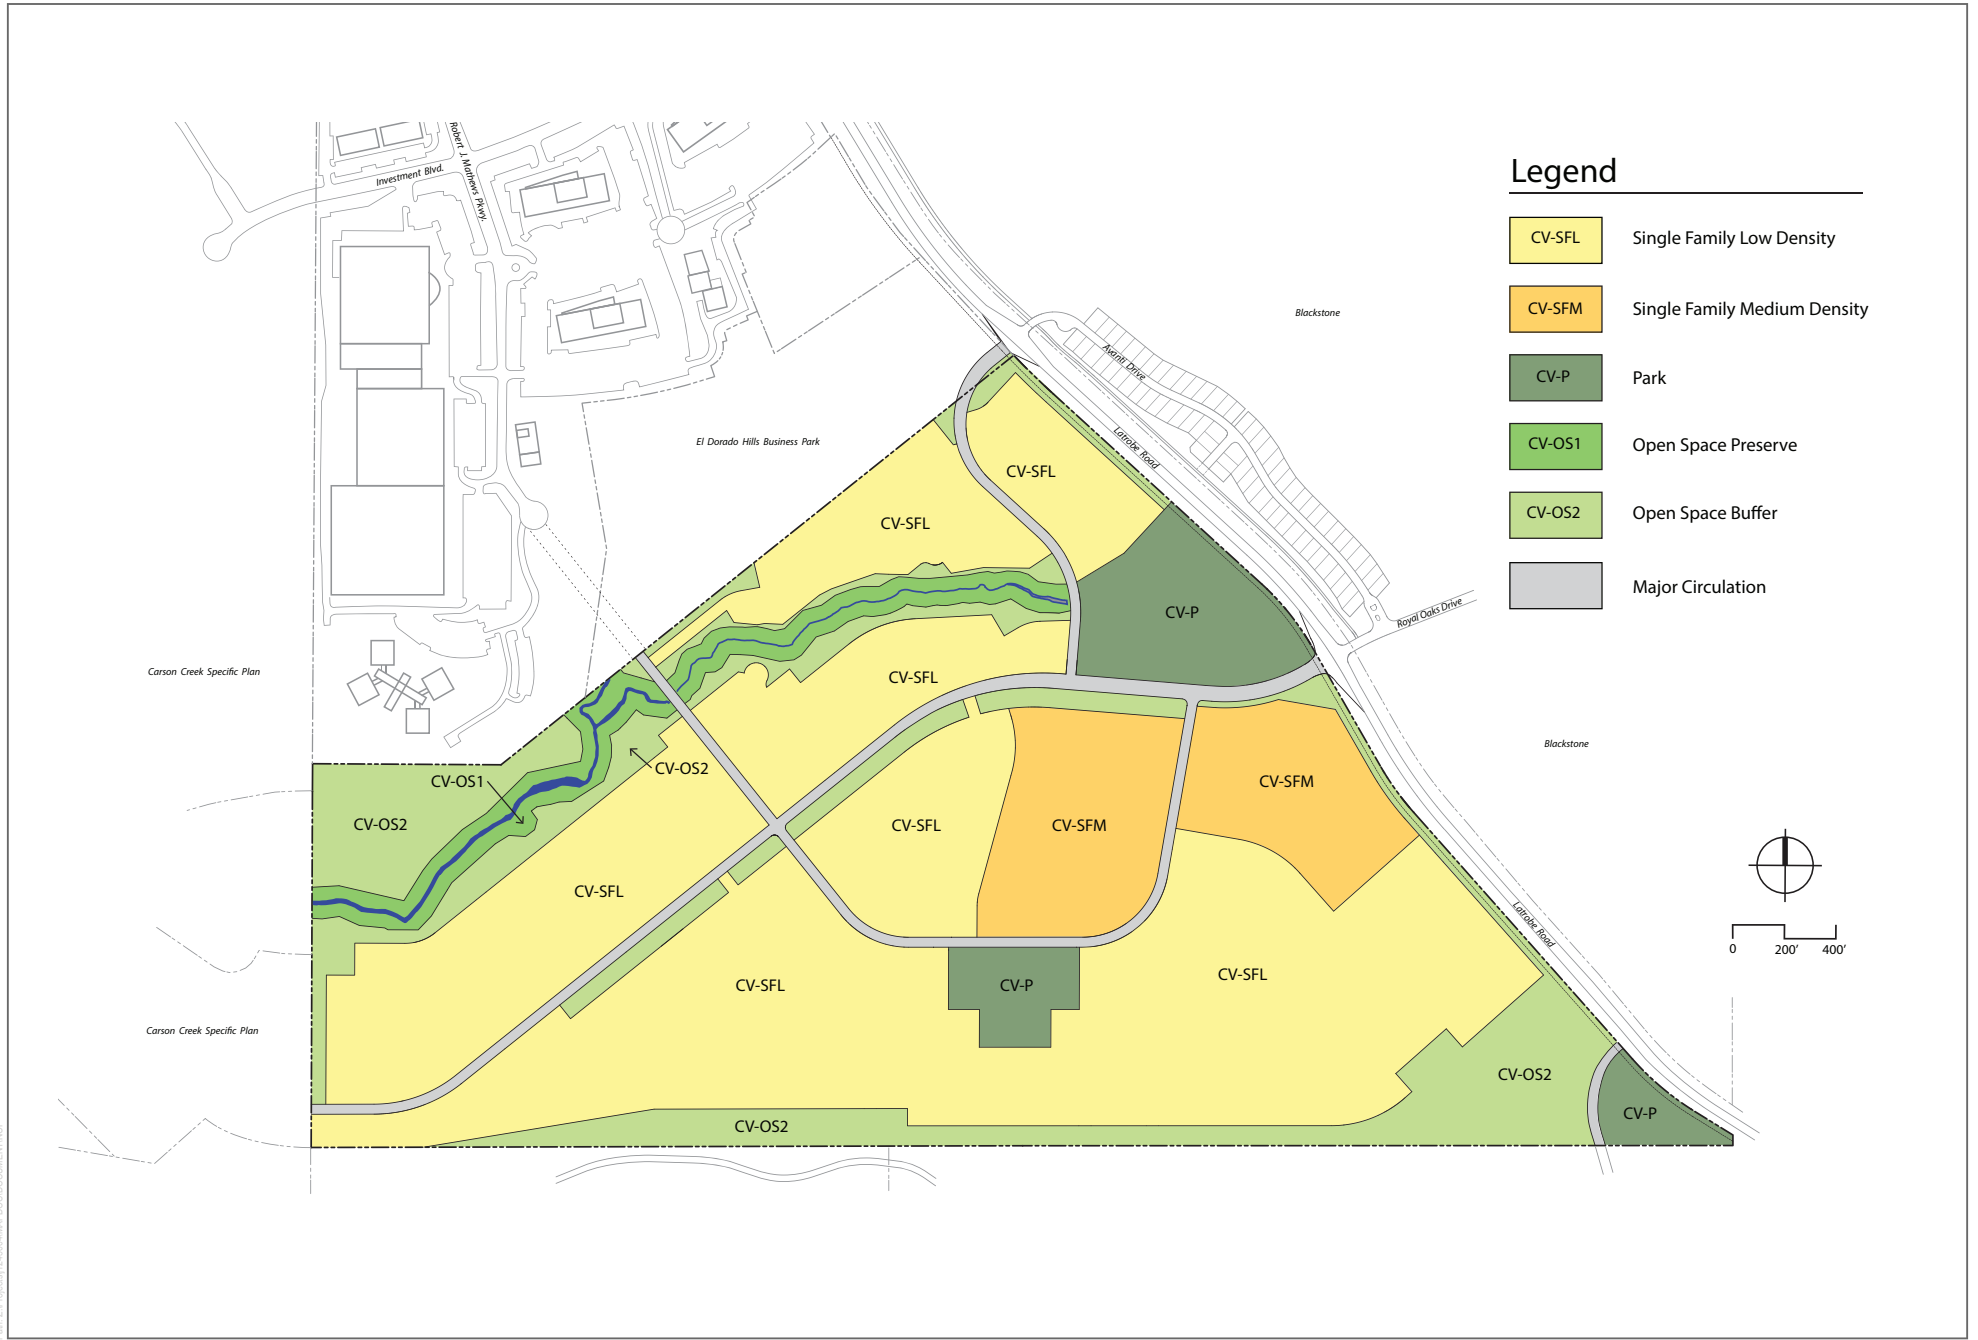 Robert J. Mathews Pkwy.
Investment Blvd.
Legend
CV-SFL Single Family Low Density
CV-SFM Single Family Medium Density
CV-P Park
CV-OS1 Open Space Preserve
CV-OS2 Open Space Buffer
Major Circulation
Blackstone
Avanti Drive
El Dorado Hills Business Park
Latrobe Road
CV-SFL
CV-SFL
CV-P
Royal Oaks Drive
Carson Creek Specific Plan
CV-SFL
Blackstone
CV-OS2
CV-OS1
CV-SFM
CV-OS2
CV-SFL
CV-SFM
CV-SFL
Latrobe Road
0 200' 400'
CV-SFL
CV-P
CV-SFL
Carson Creek Specific Plan
CV-OS2
CV-P
CV-OS2